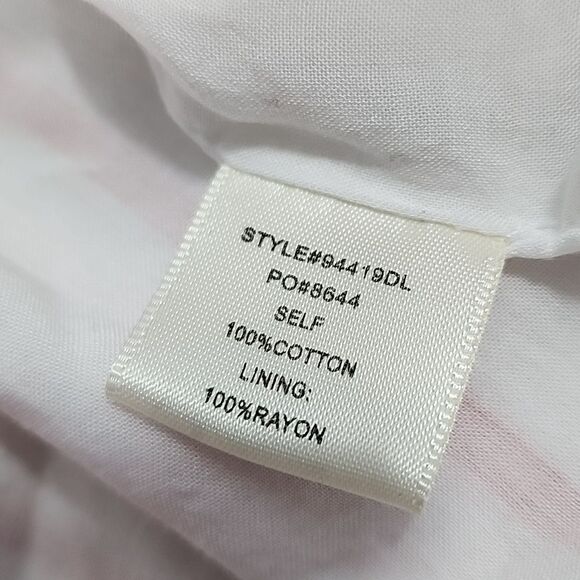 STYLE#94419DL
PO#8644
SELF
100%COTTON
LINING:
100%RAYON